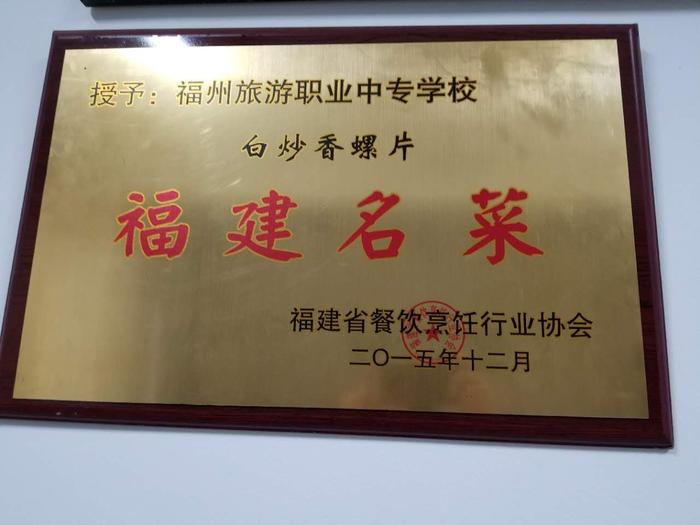 授予：福州旅游职业中专学校
白炒香螺片
福建名菜
福建省餐饮烹饪行业协会
二〇一五年十二月